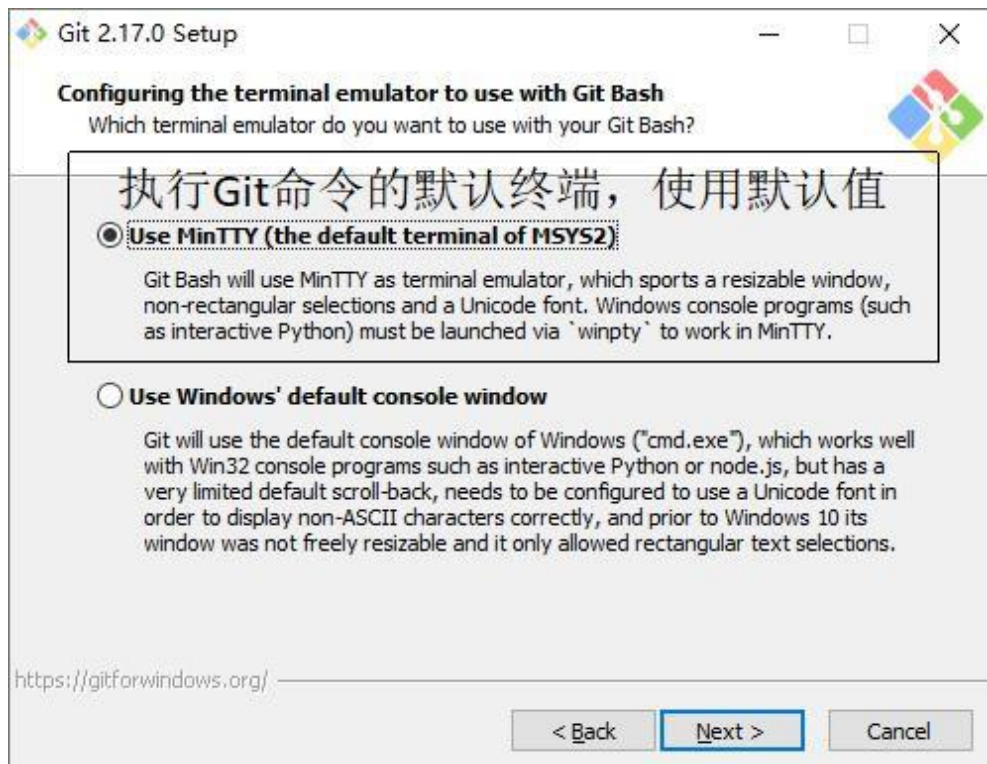 Git 2.17.0 Setup
Configuring the terminal emulator to use with Git Bash
Which terminal emulator do you want to use with your Git Bash?
执行Git命令的默认终端，使用默认值
Use MinTTY (the default terminal of MSYS2)
Git Bash will use MinTTY as terminal emulator, which sports a resizable window,
non-rectangular selections and a Unicode font. Windows console programs (such
as interactive Python) must be launched via `winpty` to work in MinTTY.
Use Windows' default console window
Git will use the default console window of Windows ("cmd.exe"), which works well
with Win32 console programs such as interactive Python or node.js, but has a
very limited default scroll-back, needs to be configured to use a Unicode font in
order to display non-ASCII characters correctly, and prior to Windows 10 its
window was not freely resizable and it only allowed rectangular text selections.
https://gitforwindows.org/
< Back Next > Cancel